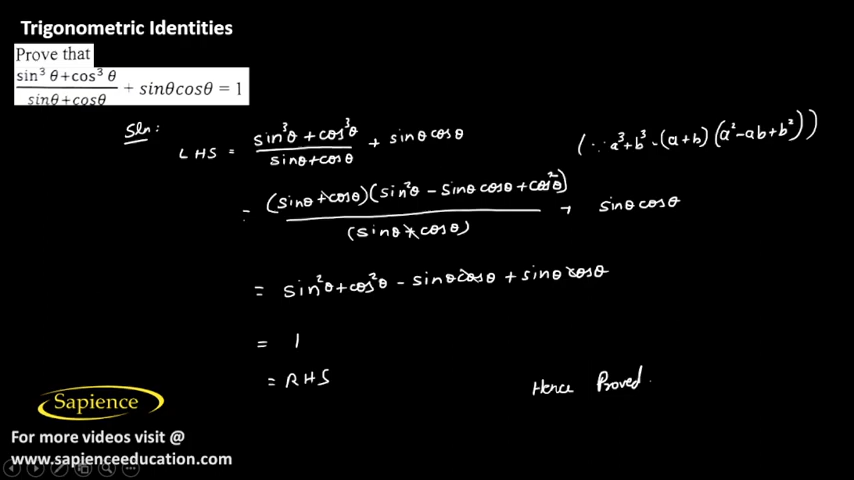 Trigonometric Identities
Prove that
sin³ θ+cos³ θ / sinθ+cosθ + sinθcosθ = 1
Sln:
LHS = sin³θ + cos³θ / sinθ+cosθ + sinθ cosθ (∵ a³+b³ - (a+b) (a²-ab+b²))
= (sinθ+cosθ)(sin²θ - sinθ cosθ + cos²θ) / (sinθ + cosθ) + sinθ cosθ
= sin²θ + cos²θ - sinθ cosθ + sinθ cosθ
= 1
= RHS
Hence Proved.
Sapience
For more videos visit @
www.sapienceeducation.com